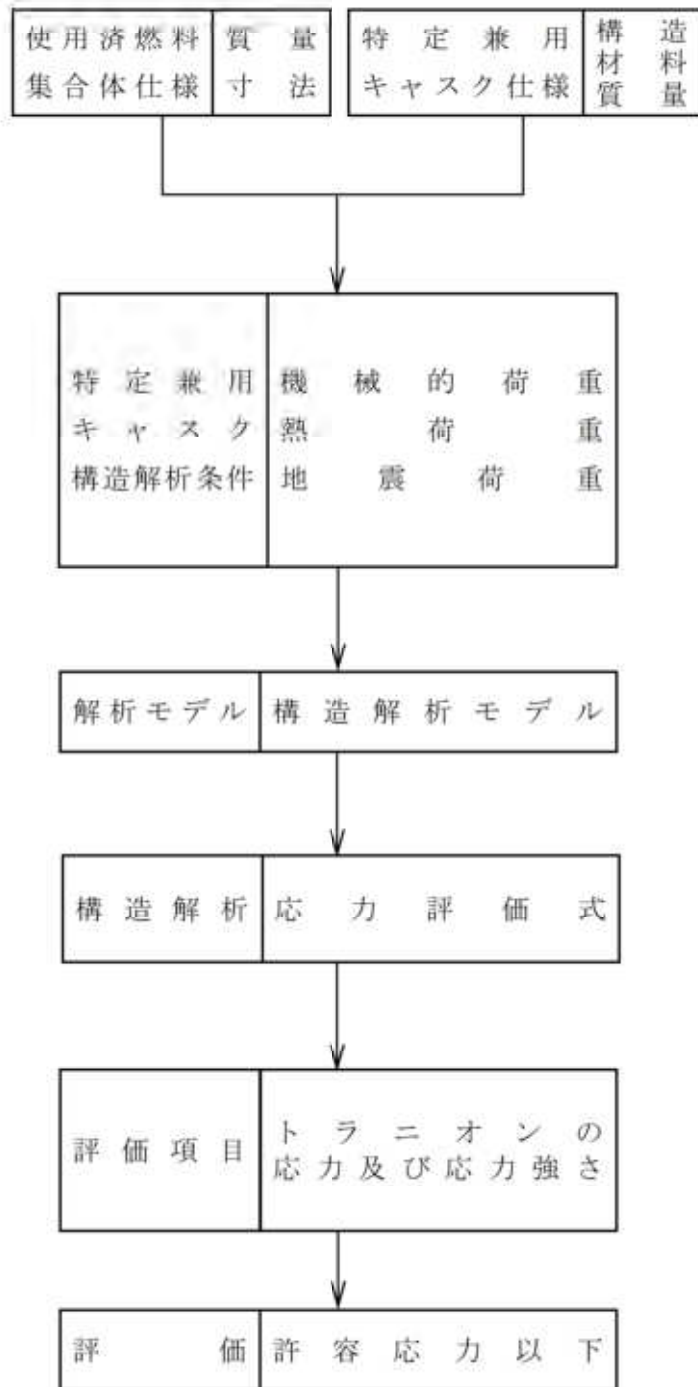 使用済燃料
集合体仕様
質量
寸法
特定兼用
キャスク仕様
構造
材料
質量
特定兼用
キャスク
構造解析条件
機械的荷重
熱荷重
地震荷重
解析モデル
構造解析モデル
構造解析
応力評価式
評価項目
トラニオンの
応力及び応力強さ
評価
許容応力以下